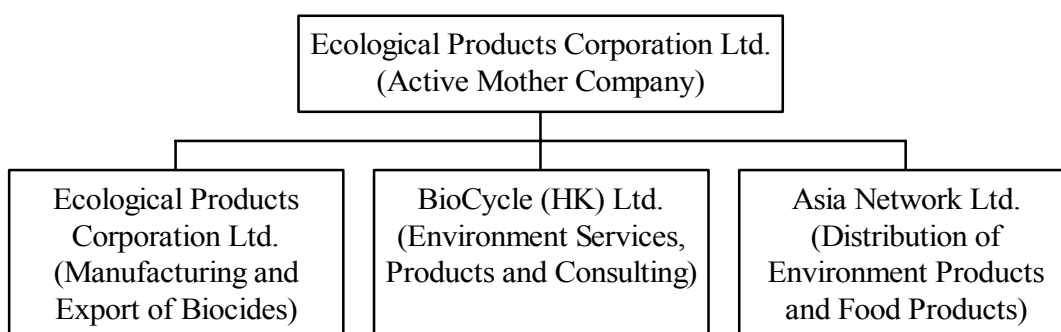 Ecological Products Corporation Ltd.
(Active Mother Company)
Ecological Products
Corporation Ltd.
(Manufacturing and
Export of Biocides)
BioCycle (HK) Ltd.
(Environment Services,
Products and Consulting)
Asia Network Ltd.
(Distribution of
Environment Products
and Food Products)